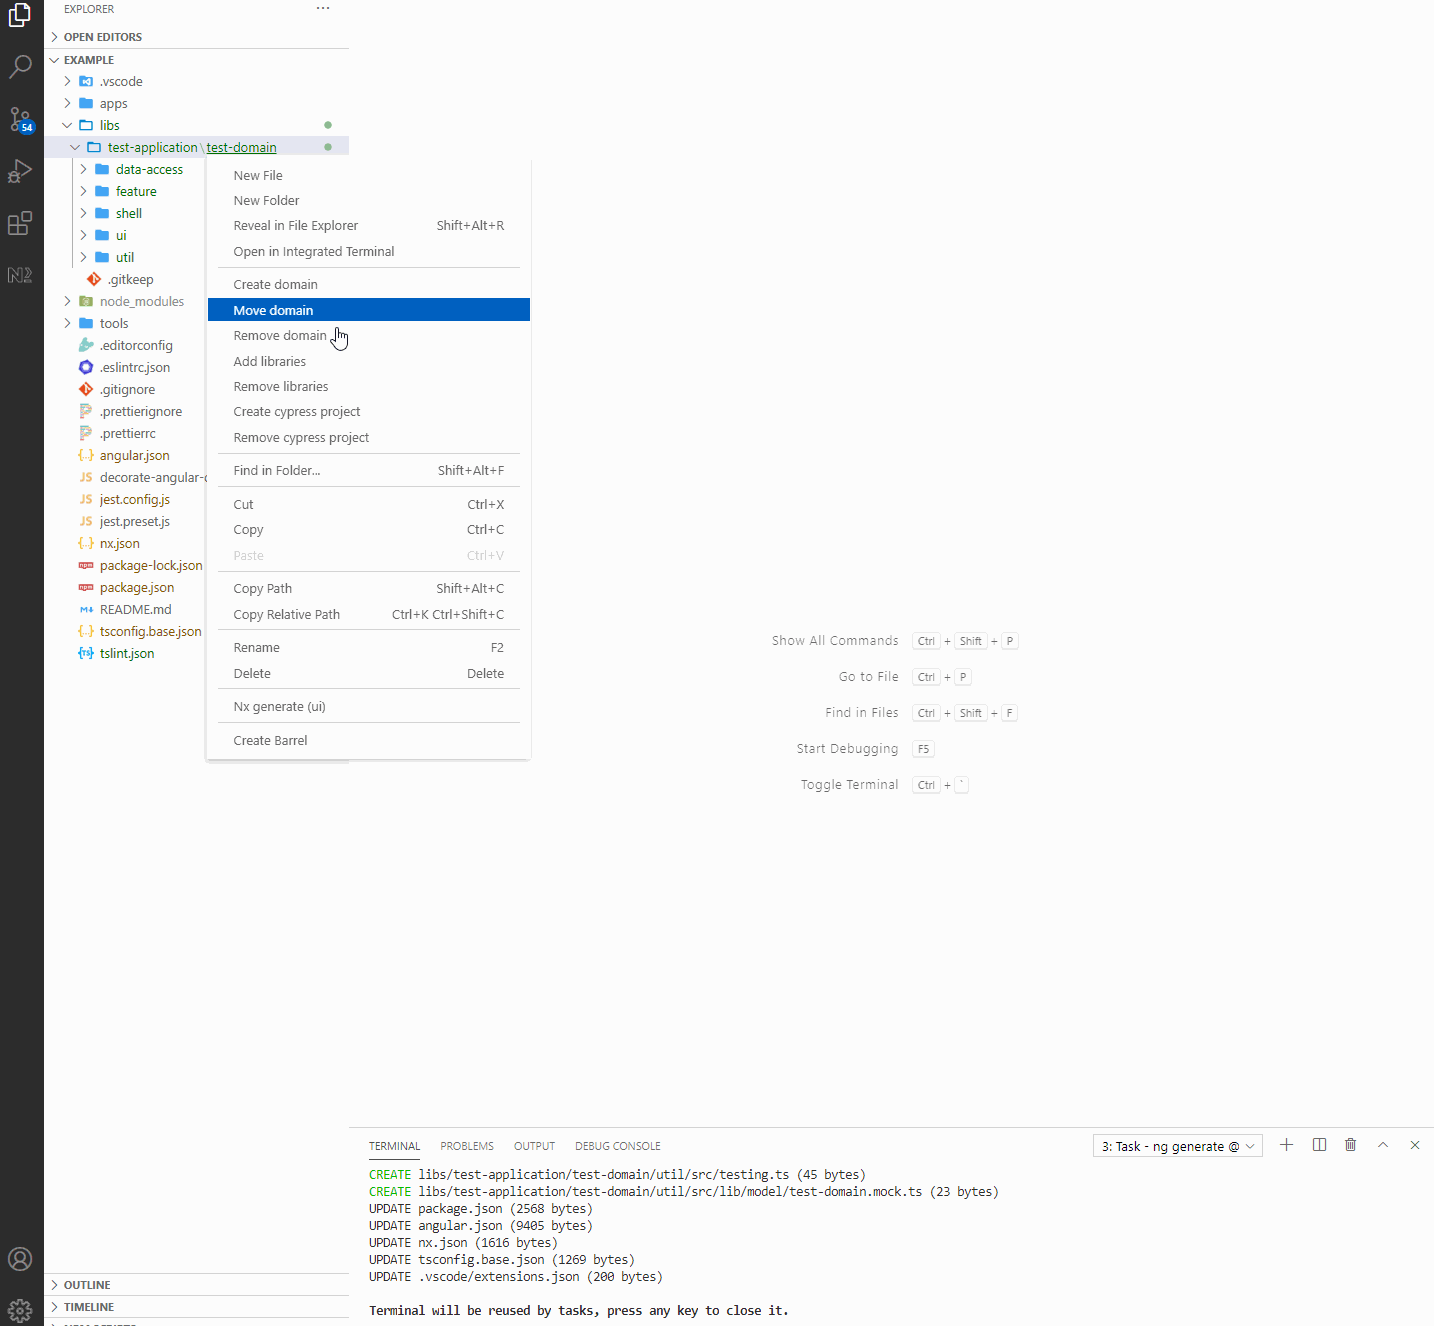 EXPLORER
OPEN EDITORS
EXAMPLE
.vscode
apps
libs
test-application\test-domain
data-access
feature
shell
ui
util
.gitkeep
node_modules
tools
.editorconfig
.eslintrc.json
.gitignore
.prettierignore
.prettierrc
angular.json
decorate-angular-
jest.config.js
jest.preset.js
nx.json
package-lock.json
package.json
README.md
tsconfig.base.json
tslint.json
54
New File
New Folder
Reveal in File Explorer Shift+Alt+R
Open in Integrated Terminal
Create domain
Move domain
Remove domain
Add libraries
Remove libraries
Create cypress project
Remove cypress project
Find in Folder... Shift+Alt+F
Cut Ctrl+X
Copy Ctrl+C
Paste Ctrl+V
Copy Path Shift+Alt+C
Copy Relative Path Ctrl+K Ctrl+Shift+C
Rename F2
Delete Delete
Nx generate (ui)
Create Barrel
Show All Commands Ctrl + Shift + P
Go to File Ctrl + P
Find in Files Ctrl + Shift + F
Start Debugging F5
Toggle Terminal Ctrl + `
TERMINAL PROBLEMS OUTPUT DEBUG CONSOLE 3: Task - ng generate @
CREATE libs/test-application/test-domain/util/src/testing.ts (45 bytes)
CREATE libs/test-application/test-domain/util/src/lib/model/test-domain.mock.ts (23 bytes)
UPDATE package.json (2568 bytes)
UPDATE angular.json (9405 bytes)
UPDATE nx.json (1616 bytes)
UPDATE tsconfig.base.json (1269 bytes)
UPDATE .vscode/extensions.json (200 bytes)
Terminal will be reused by tasks, press any key to close it.
OUTLINE
TIMELINE